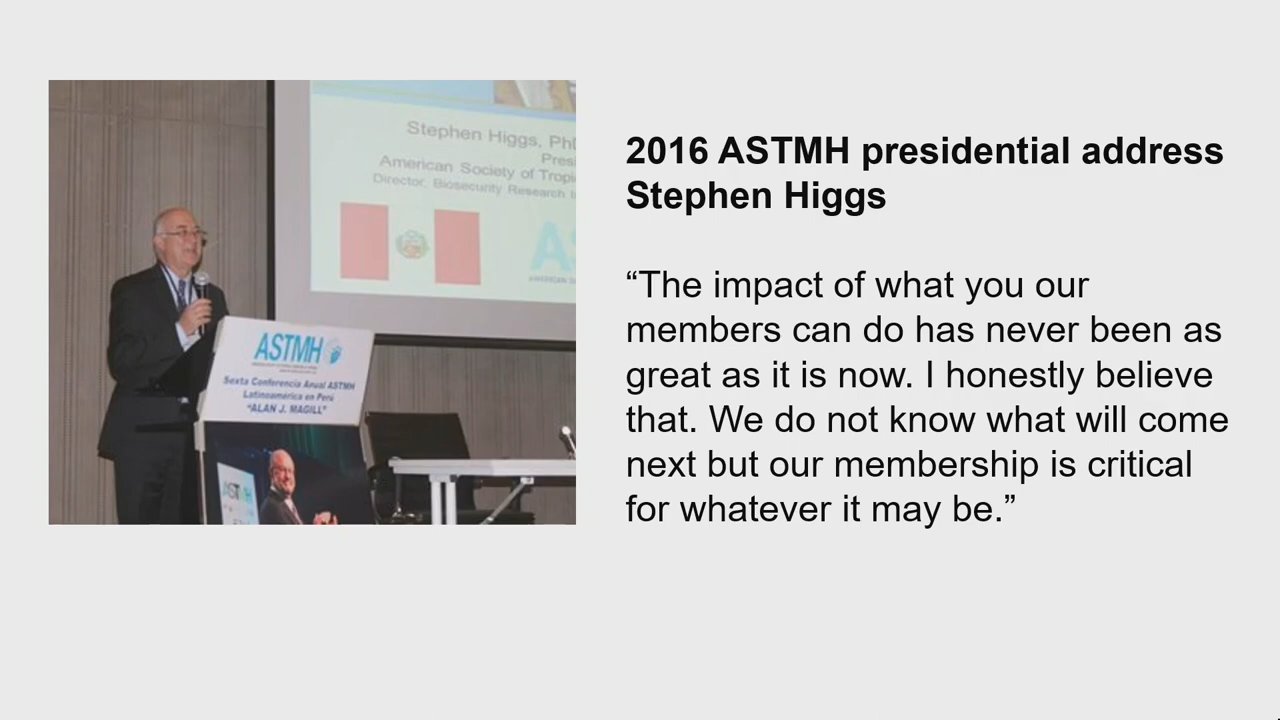 Stephen Higgs, PhD
Presi
American Society of Tropi
Director, Biosecurity Research I
AS
ASTMH
Sexta Conferencia Anual ASTMH
Latinoamerica en Perú
"ALAN J. MAGILL"
AST
2016 ASTMH presidential address
Stephen Higgs
“The impact of what you our
members can do has never been as
great as it is now. I honestly believe
that. We do not know what will come
next but our membership is critical
for whatever it may be.”